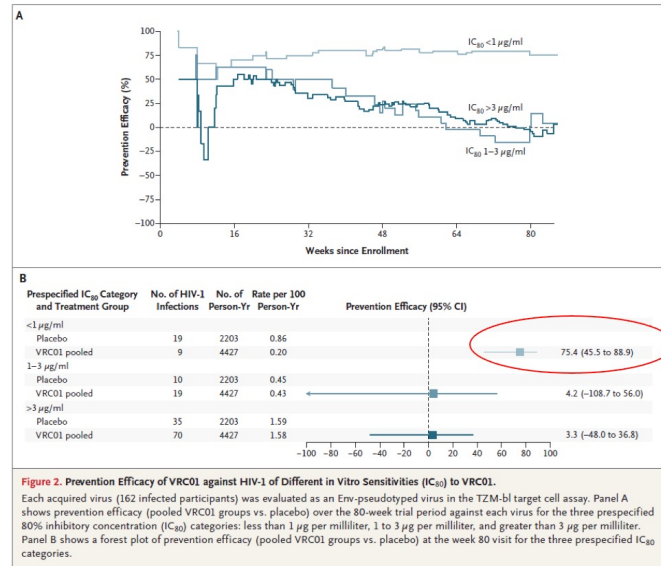 A
100
75
50
25
0
−25
−50
−75
−100
Prevention Efficacy (%)
IC80 <1 μg/ml
IC80 >3 μg/ml
IC80 1–3 μg/ml
0 16 32 48 64 80
Weeks since Enrollment
B
Prespecified IC80 Category and Treatment Group No. of HIV-1 Infections No. of Person-Yr Rate per 100 Person-Yr Prevention Efficacy (95% CI)
<1 μg/ml
Placebo 19 2203 0.86
VRC01 pooled 9 4427 0.20 75.4 (45.5 to 88.9)
1–3 μg/ml
Placebo 10 2203 0.45
VRC01 pooled 19 4427 0.43 4.2 (−108.7 to 56.0)
>3 μg/ml
Placebo 35 2203 1.59
VRC01 pooled 70 4427 1.58 3.3 (−48.0 to 36.8)
−100 −80 −60 −40 −20 0 20 40 60 80 100
Figure 2. Prevention Efficacy of VRC01 against HIV-1 of Different in Vitro Sensitivities (IC80) to VRC01.
Each acquired virus (162 infected participants) was evaluated as an Env-pseudotyped virus in the TZM-bl target cell assay. Panel A
shows prevention efficacy (pooled VRC01 groups vs. placebo) over the 80-week trial period against each virus for the three prespecified
80% inhibitory concentration (IC80) categories: less than 1 μg per milliliter, 1 to 3 μg per milliliter, and greater than 3 μg per milliliter.
Panel B shows a forest plot of prevention efficacy (pooled VRC01 groups vs. placebo) at the week 80 visit for the three prespecified IC80
categories.